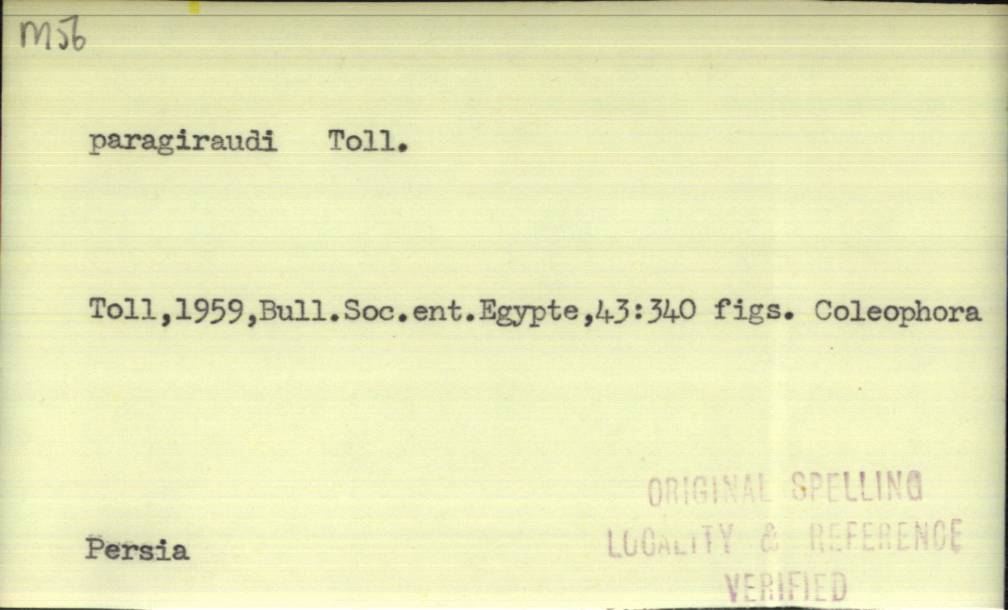 M56
paragiraudi Toll.
Toll,1959,Bull.Soc.ent.Egypte,43:340 figs. Coleophora
Persia
ORIGINAL SPELLING
LOCALITY & REFERENCE
VERIFIED